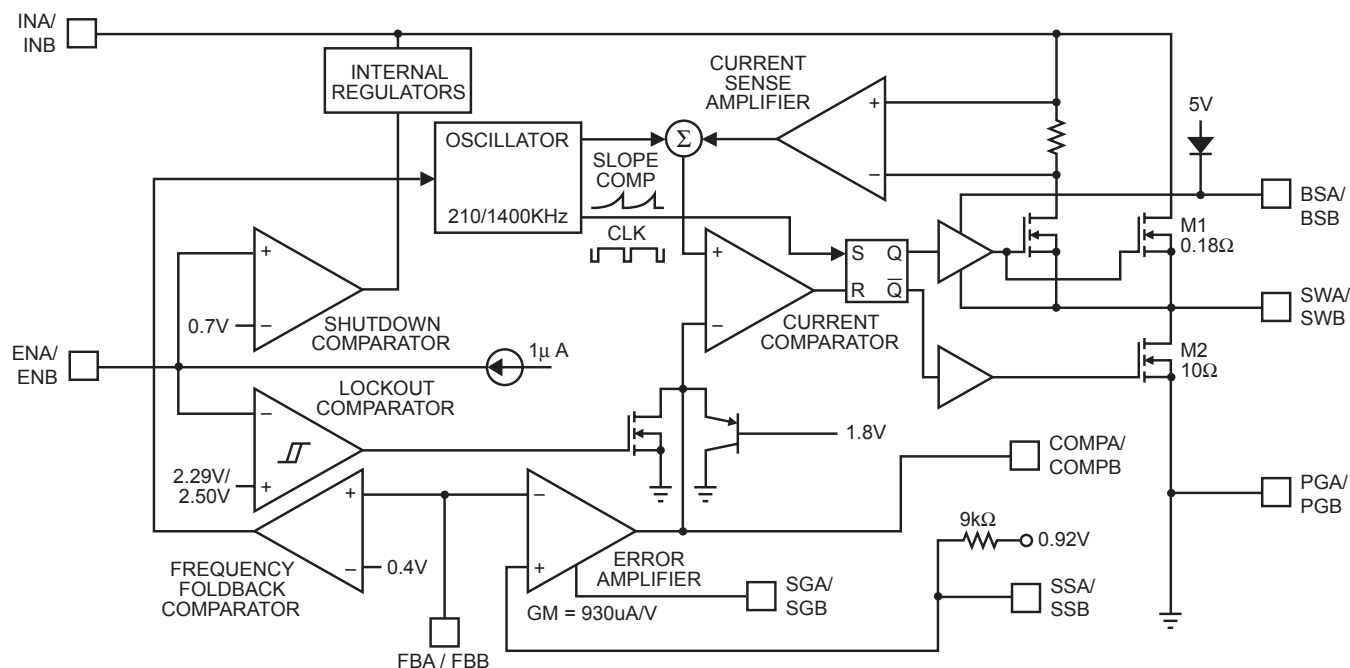 INA/
INB
INTERNAL
REGULATORS
CURRENT
SENSE
AMPLIFIER
+
−
5V
OSCILLATOR
210/1400KHz
Σ
SLOPE
COMP
CLK
BSA/
BSB
M1
0.18Ω
+
−
0.7V
SHUTDOWN
COMPARATOR
+
−
CURRENT
COMPARATOR
S Q
R Q̅
SWA/
SWB
ENA/
ENB
1μ A
M2
10Ω
LOCKOUT
COMPARATOR
−
+
2.29V/
2.50V
1.8V
COMPA/
COMPB
PGA/
PGB
+
−
0.4V
FREQUENCY
FOLDBACK
COMPARATOR
−
+
ERROR
AMPLIFIER
GM = 930uA/V
9kΩ
0.92V
SGA/
SGB
SSA/
SSB
FBA / FBB